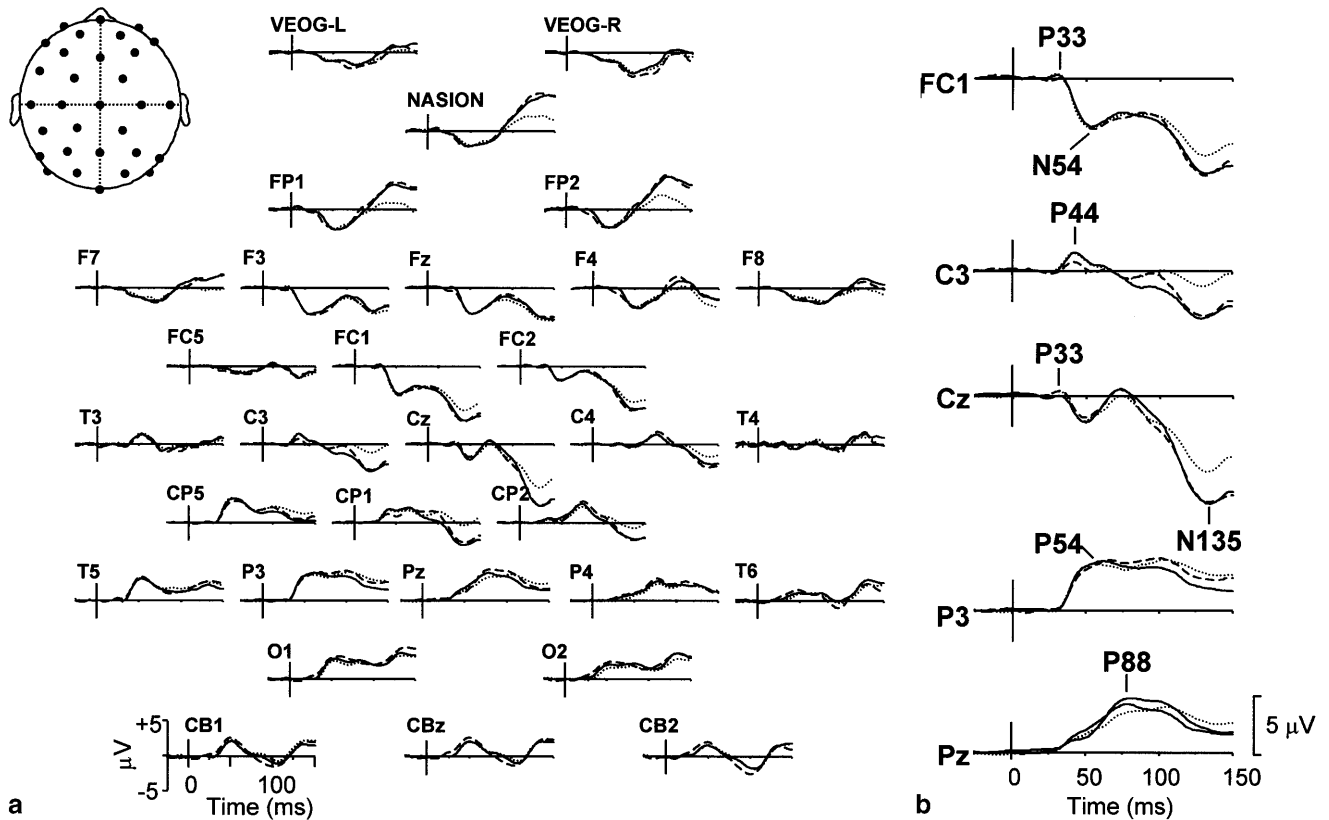 VEOG-L VEOG-R
NASION
FP1 FP2
F7 F3 Fz F4 F8
FC5 FC1 FC2
T3 C3 Cz C4 T4
CP5 CP1 CP2
T5 P3 Pz P4 T6
O1 O2
+5 CB1 CBz CB2
μV
-5 0 100
Time (ms)
a
P33
FC1
N54
P44
C3
P33
Cz
N135
P54
P3
P88
5 μV
Pz
0 50 100 150
Time (ms)
b